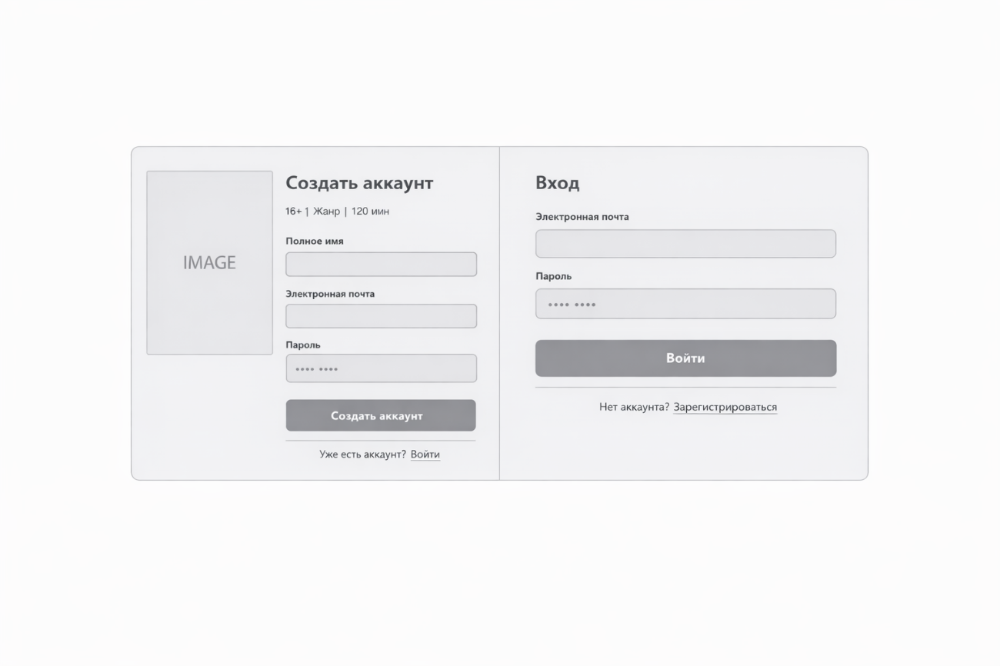 IMAGE
Создать аккаунт
16+ | Жанр | 120 иин
Полное имя
Электронная почта
Пароль
•••• ••••
Создать аккаунт
Уже есть аккаунт? Войти
Вход
Электронная почта
Пароль
•••• ••••
Войти
Нет аккаунта? Зарегистрироваться